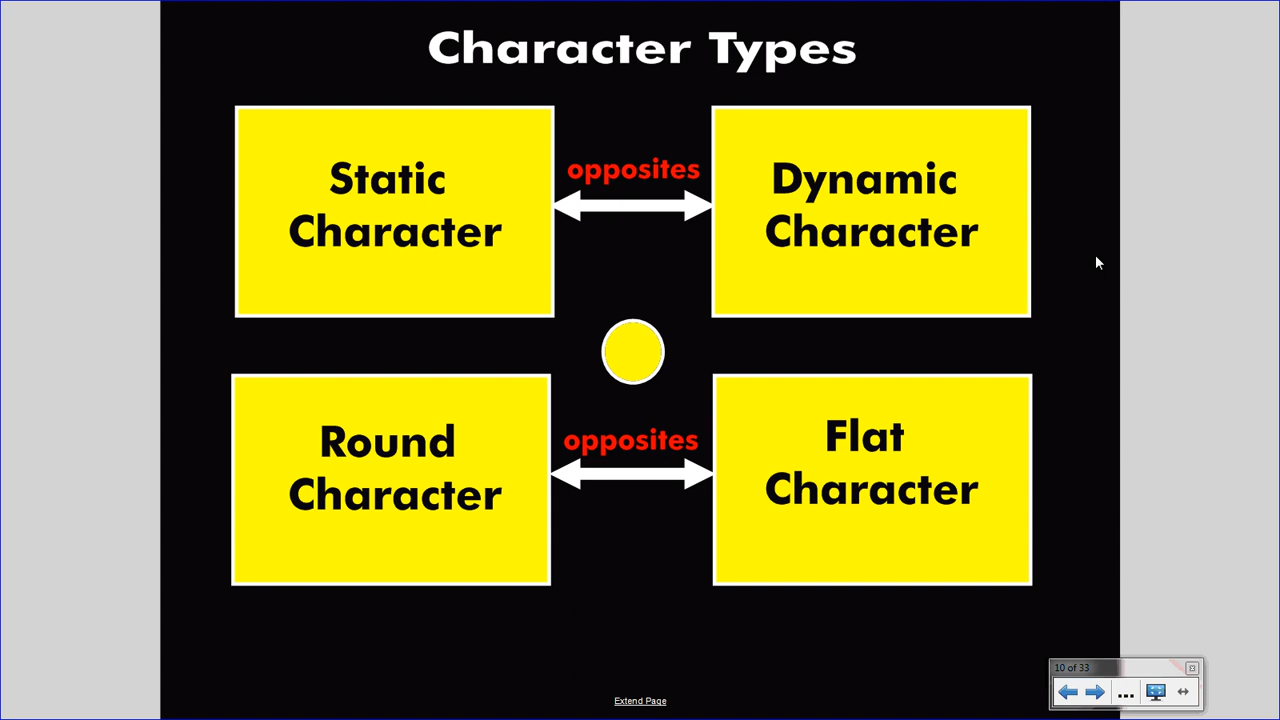 Character Types
Static
Character
opposites
Dynamic
Character
Round
Character
opposites
Flat
Character
Extend Page
10 of 33
...